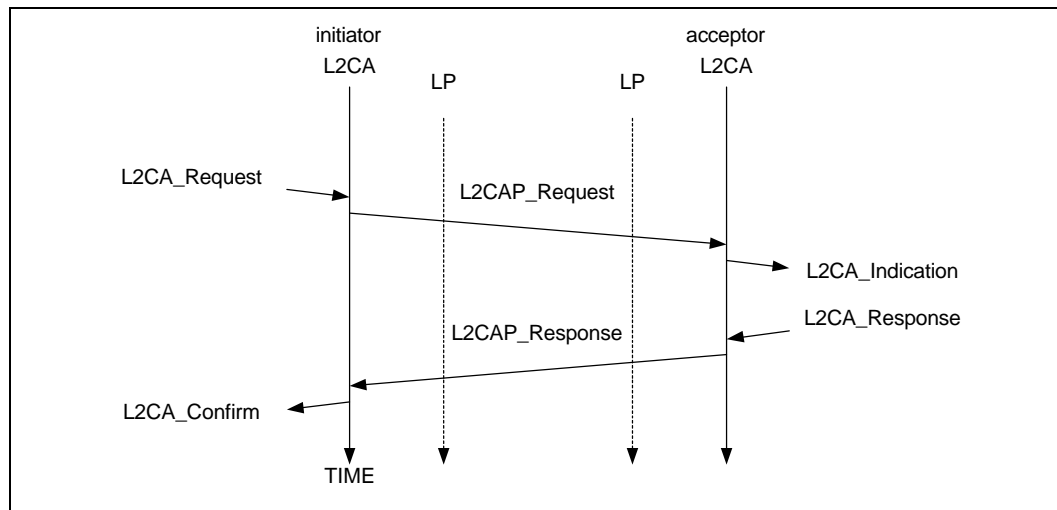 initiator
L2CA
LP
LP
acceptor
L2CA
L2CA_Request
L2CAP_Request
L2CA_Indication
L2CA_Response
L2CAP_Response
L2CA_Confirm
TIME